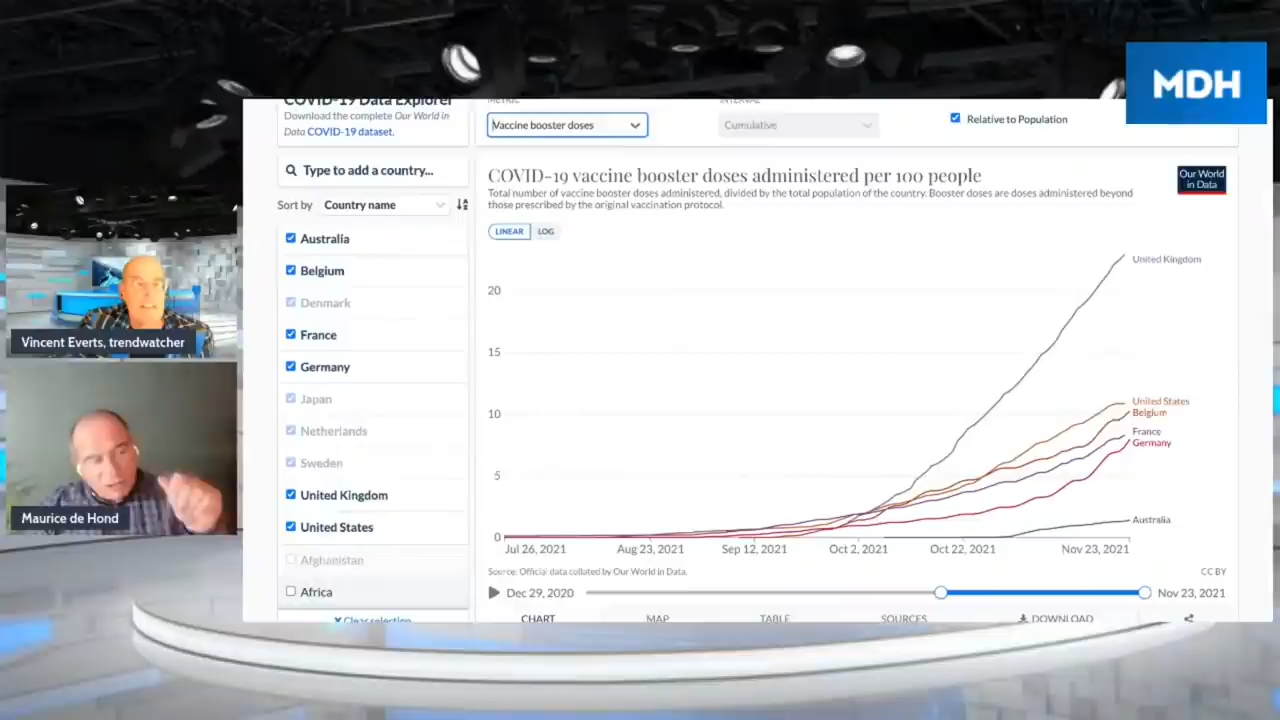 MDH
COVID-19 Data Explorer
Download the complete Our World in
Data COVID-19 dataset.
METRIC
Vaccine booster doses
INTERVAL
Cumulative
Relative to Population
Type to add a country...
Sort by Country name
Australia
Belgium
Denmark
France
Germany
Japan
Netherlands
Sweden
United Kingdom
United States
Afghanistan
Africa
Clear selection
COVID-19 vaccine booster doses administered per 100 people
Total number of vaccine booster doses administered, divided by the total population of the country. Booster doses are doses administered beyond
those prescribed by the original vaccination protocol.
Our World
in Data
LINEAR LOG
20
15
10
5
0
United Kingdom
United States
Belgium
France
Germany
Australia
Jul 26, 2021 Aug 23, 2021 Sep 12, 2021 Oct 2, 2021 Oct 22, 2021 Nov 23, 2021
Source: Official data collated by Our World in Data.
CC BY
Dec 29, 2020 Nov 23, 2021
CHART MAP TABLE SOURCES DOWNLOAD
Vincent Everts, trendwatcher
Maurice de Hond